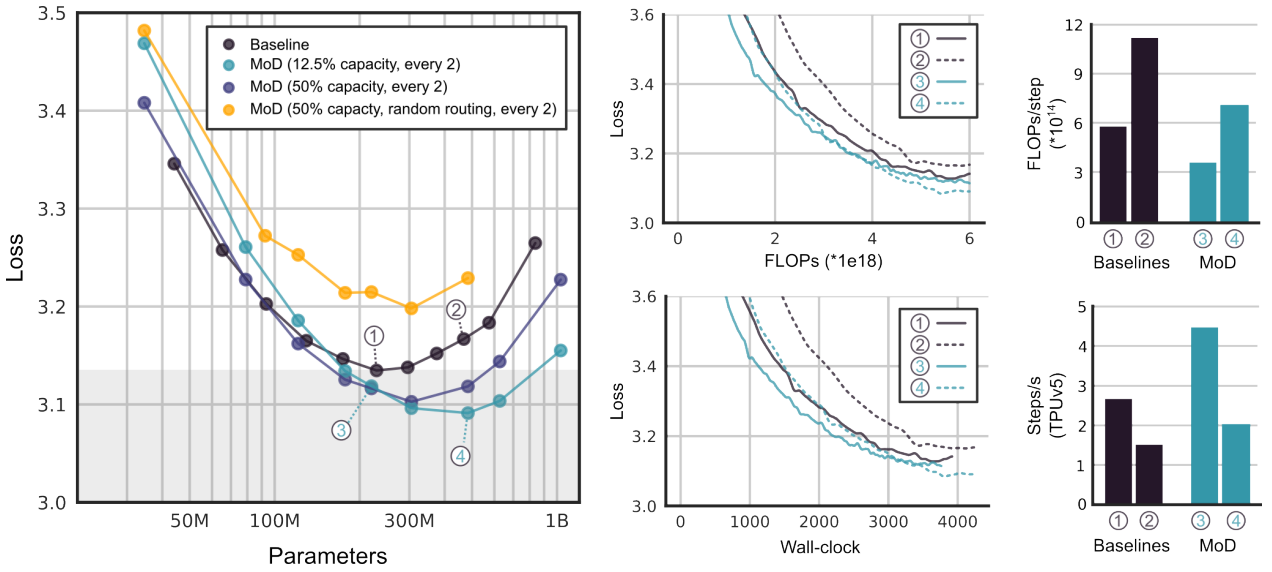 3.5
3.4
3.3
3.2
3.1
3.0
Loss
Baseline
MoD (12.5% capacity, every 2)
MoD (50% capacity, every 2)
MoD (50% capacty, random routing, every 2)
1
2
3
4
50M 100M 300M 1B
Parameters
3.6
3.4
3.2
3.0
Loss
1
2
3
4
0 2 4 6
FLOPs (*1e18)
3.6
3.4
3.2
3.0
Loss
1
2
3
4
0 1000 2000 3000 4000
Wall-clock
12
9
6
3
0
FLOPs/step
(*10¹⁴)
1 2 3 4
Baselines MoD
5
4
3
2
1
0
Steps/s
(TPUv5)
1 2 3 4
Baselines MoD